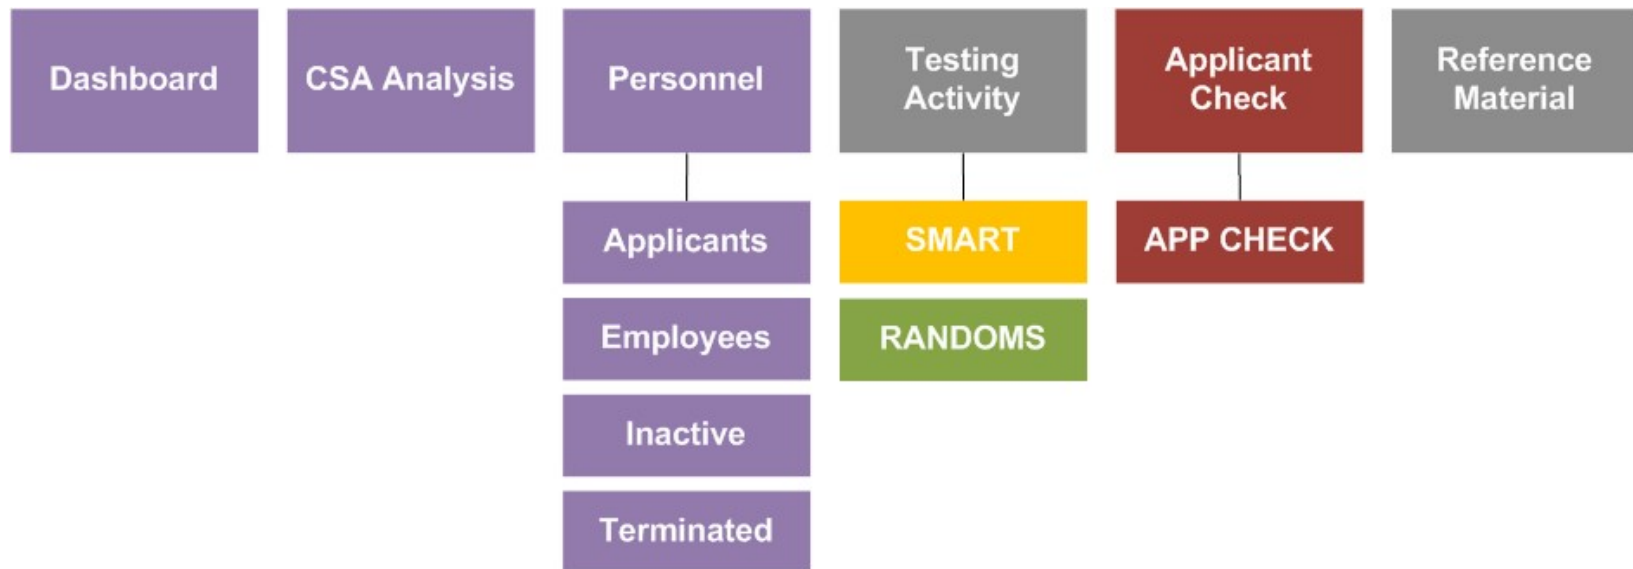 Dashboard
CSA Analysis
Personnel
Testing
Activity
Applicant
Check
Reference
Material
Applicants
SMART
APP CHECK
Employees
RANDOMS
Inactive
Terminated